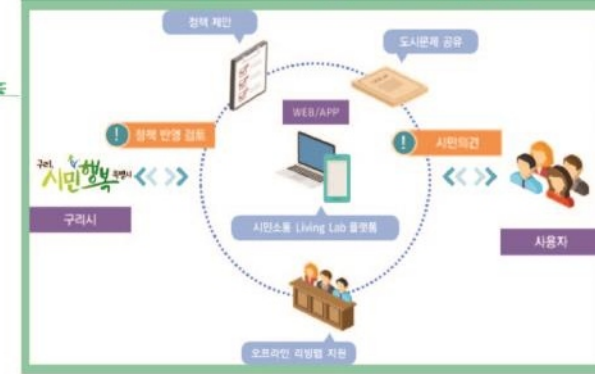 정책 제안
도시문제 공유
WEB/APP
! 정책 반영 검토
! 시민의견
구리,
시민행복 특별시
구리시
시민소통 Living Lab 플랫폼
사용자
오프라인 리빙랩 지원